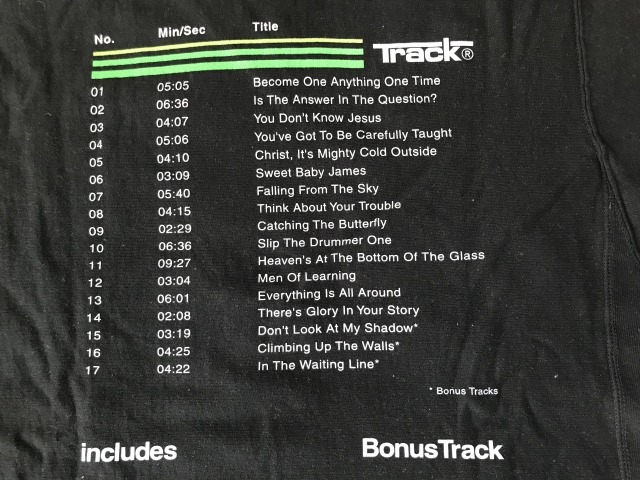 No. Min/Sec Title
Track®
01 05:05 Become One Anything One Time
02 06:36 Is The Answer In The Question?
03 04:07 You Don't Know Jesus
04 05:06 You've Got To Be Carefully Taught
05 04:10 Christ, It's Mighty Cold Outside
06 03:09 Sweet Baby James
07 05:40 Falling From The Sky
08 04:15 Think About Your Trouble
09 02:29 Catching The Butterfly
10 06:36 Slip The Drummer One
11 09:27 Heaven's At The Bottom Of The Glass
12 03:04 Men Of Learning
13 06:01 Everything Is All Around
14 02:08 There's Glory In Your Story
15 03:19 Don't Look At My Shadow*
16 04:25 Climbing Up The Walls*
17 04:22 In The Waiting Line*
* Bonus Tracks
includes BonusTrack